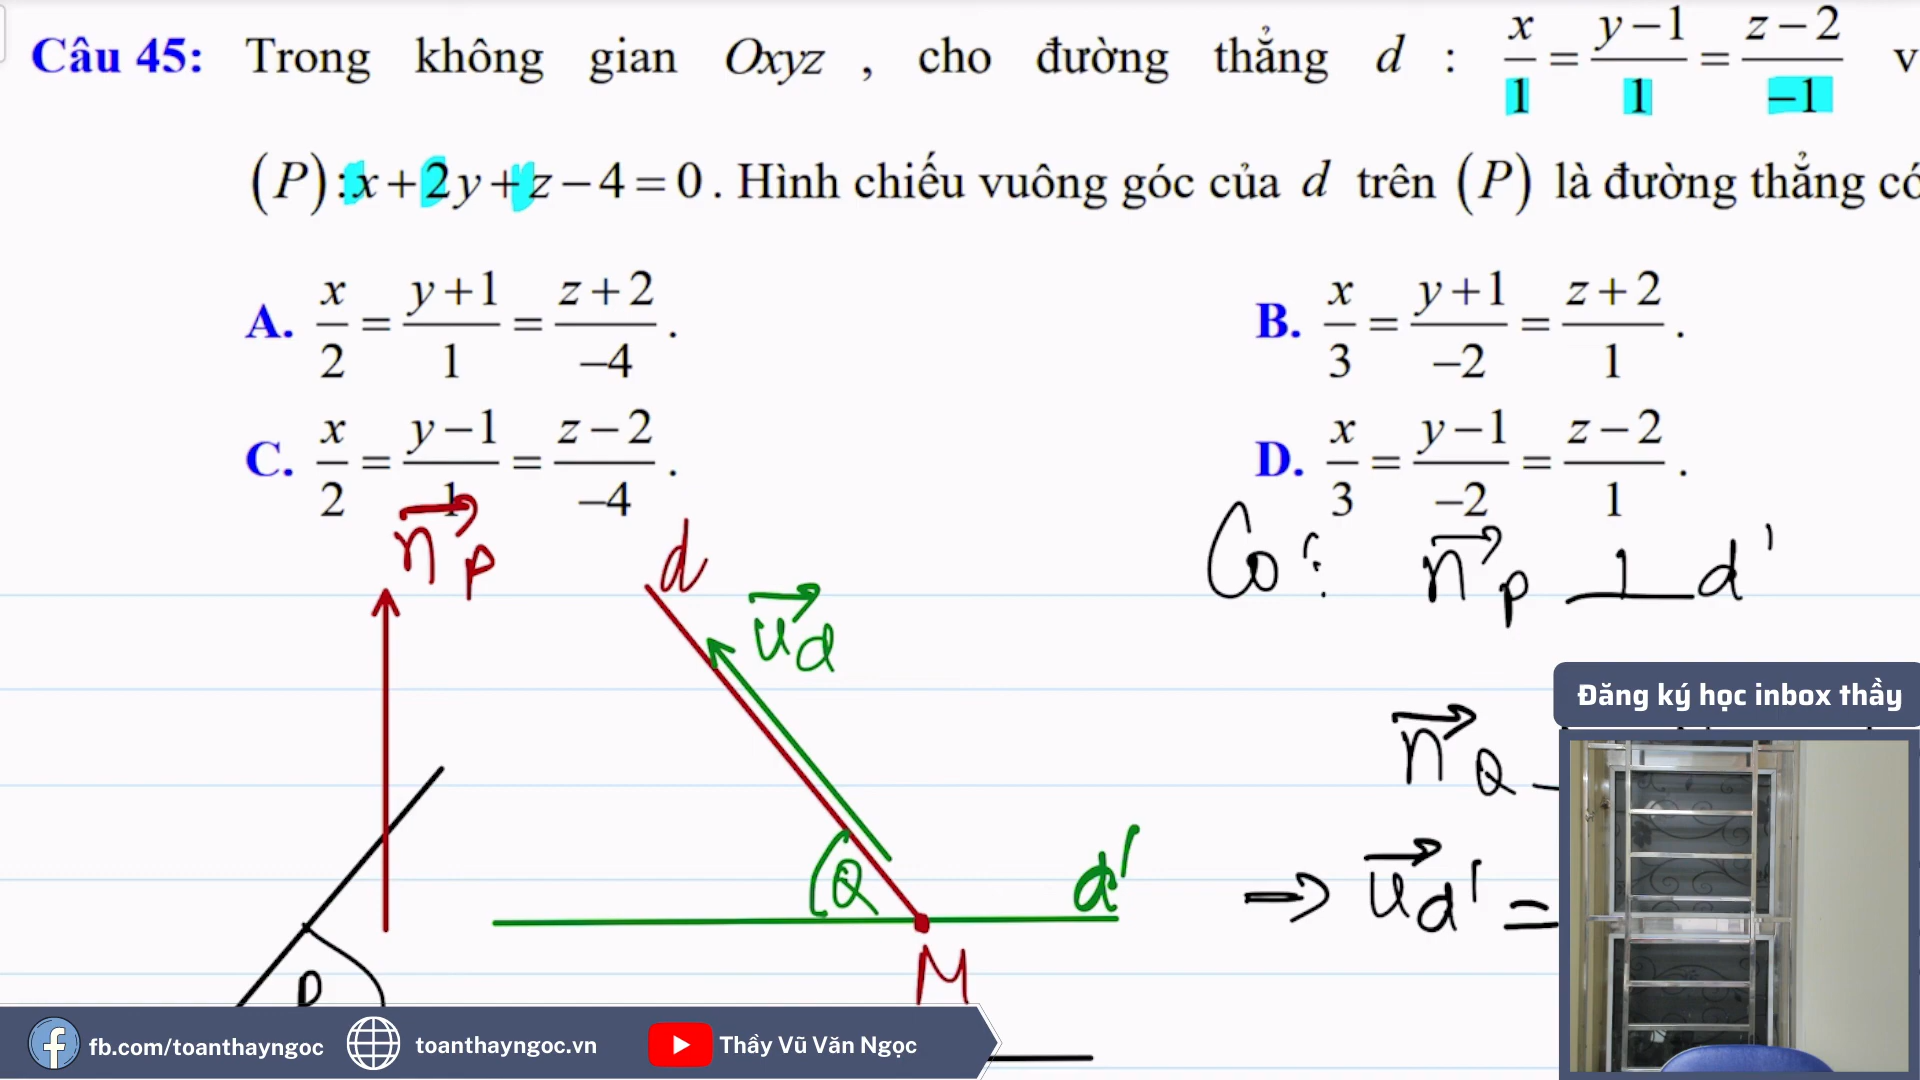 Câu 45: Trong không gian Oxyz , cho đường thẳng d : x/1 = y−1/1 = z−2/−1
(P): x + 2y + z − 4 = 0 . Hình chiếu vuông góc của d trên (P) là đường thẳng có
A. x/2 = y+1/1 = z+2/−4 .
B. x/3 = y+1/−2 = z+2/1 .
C. x/2 = y−1/1 = z−2/−4 .
D. x/3 = y−1/−2 = z−2/1 .
n⃗p
d
u⃗d
Có: n⃗p ⊥ d'
Đăng ký học inbox thầy
n⃗Q
Q
d'
⇒ u⃗d' =
M
P
fb.com/toanthayngoc
toanthayngoc.vn
Thầy Vũ Văn Ngọc